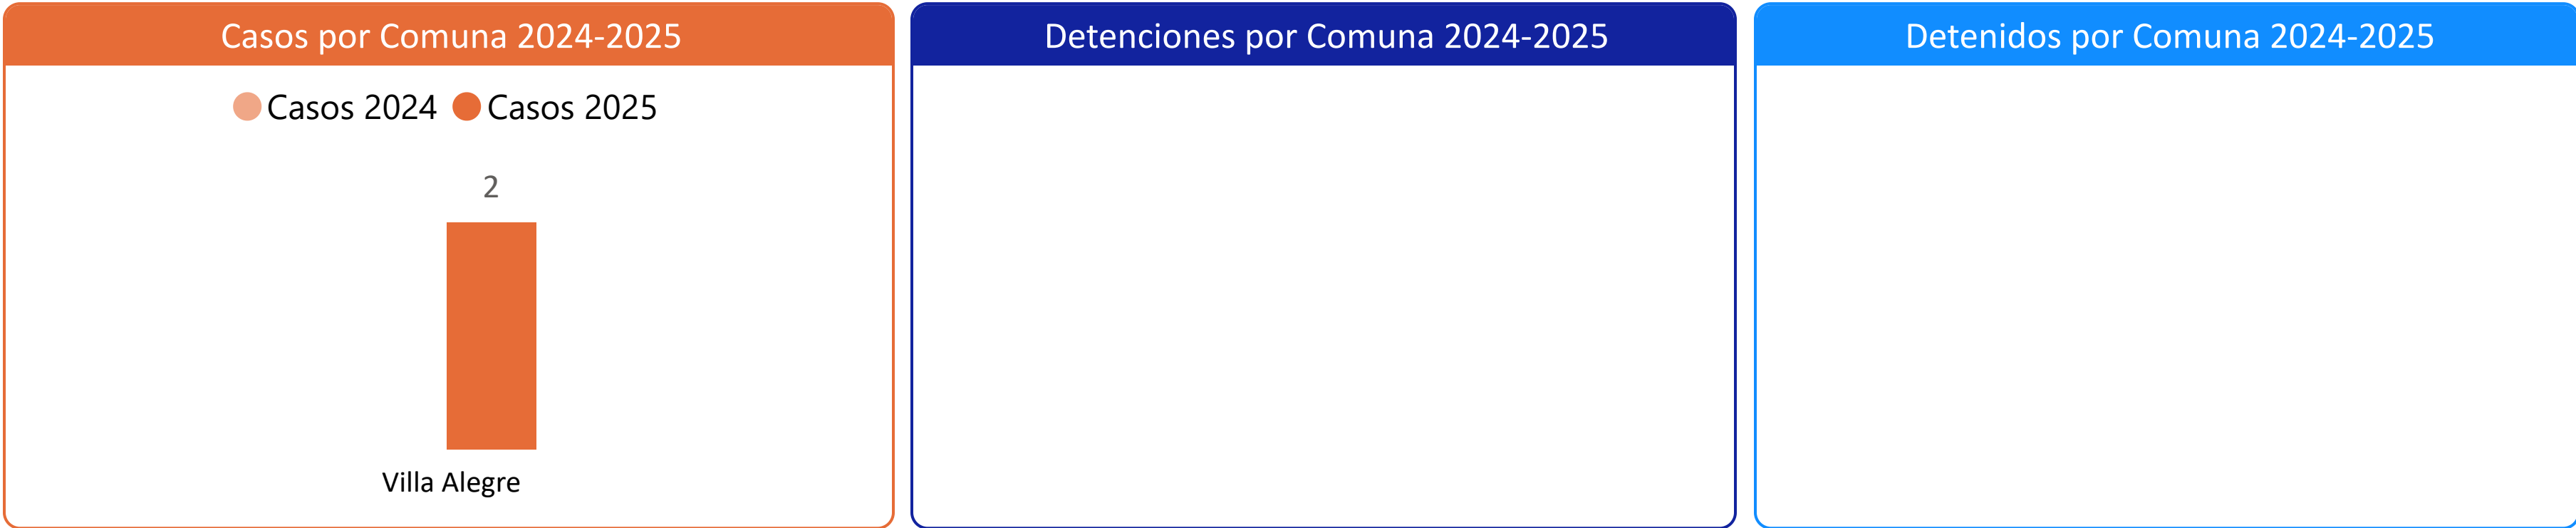 Casos por Comuna 2024-2025
Casos 2024 Casos 2025
2
Villa Alegre
Detenciones por Comuna 2024-2025
Detenidos por Comuna 2024-2025